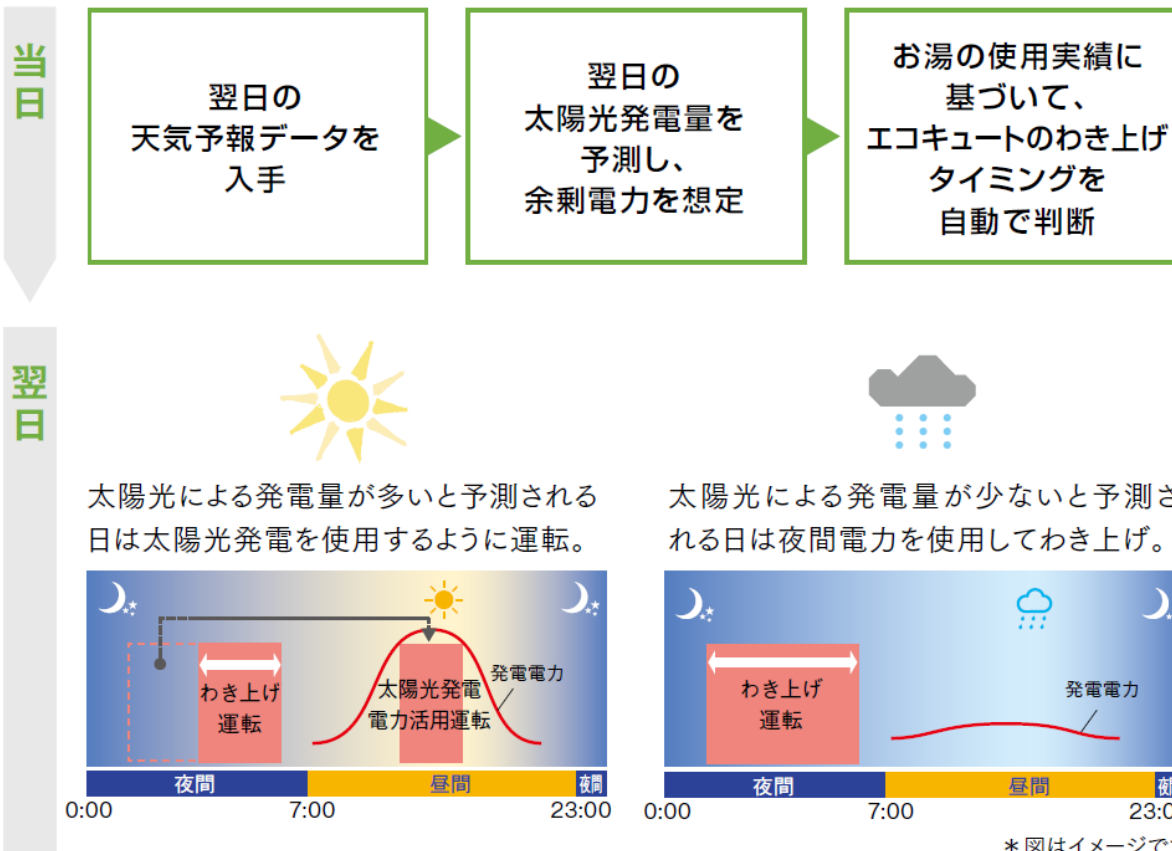 当日
翌日の
天気予報データを
入手
翌日の
太陽光発電量を
予測し、
余剰電力を想定
お湯の使用実績に
基づいて、
エコキュートのわき上げ
タイミングを
自動で判断
翌日
太陽光による発電量が多いと予測される
日は太陽光発電を使用するように運転。
わき上げ
運転
太陽光発電
電力活用運転
発電電力
夜間
昼間
夜間
0:00
7:00
23:00
太陽光による発電量が少ないと予測さ
れる日は夜間電力を使用してわき上げ。
わき上げ
運転
発電電力
夜間
昼間
0:00
7:00
23:0
*図はイメージで